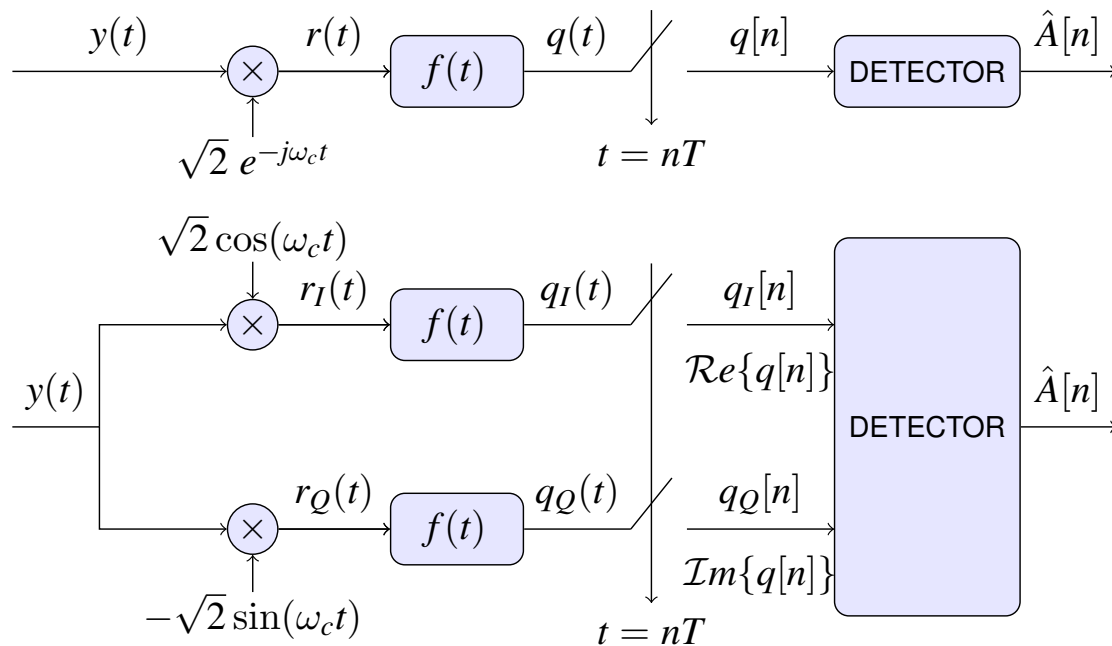 y(t) r(t) q(t) q[n] Â[n]
× f(t) DETECTOR
√2 e^{-jω_c t} t = nT
√2 cos(ω_c t)
r_I(t) q_I(t) q_I[n]
× f(t)
ℛe{q[n]}
y(t) Â[n]
DETECTOR
r_Q(t) q_Q(t) q_Q[n]
× f(t)
ℐm{q[n]}
−√2 sin(ω_c t) t = nT